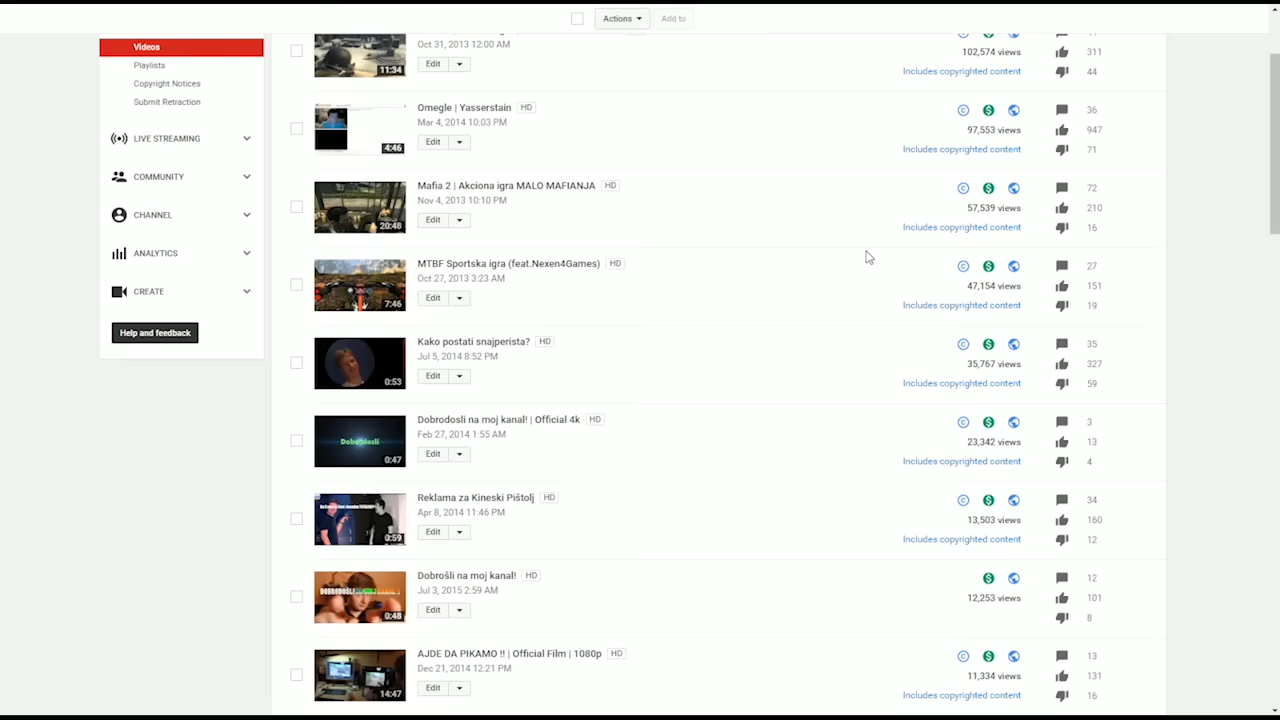 Actions
Add to
Videos
Playlists
Copyright Notices
Submit Retraction
LIVE STREAMING
COMMUNITY
CHANNEL
ANALYTICS
CREATE
Help and feedback
11:34
Oct 31, 2013 12:00 AM
Edit
102,574 views
Includes copyrighted content
311
44
4:46
Omegle | Yasserstain HD
Mar 4, 2014 10:03 PM
Edit
97,553 views
Includes copyrighted content
36
947
71
20:48
Mafia 2 | Akciona igra MALO MAFIANJA HD
Nov 4, 2013 10:10 PM
Edit
57,539 views
Includes copyrighted content
72
210
16
7:46
MTBF Sportska igra (feat.Nexen4Games) HD
Oct 27, 2013 3:23 AM
Edit
47,154 views
Includes copyrighted content
27
151
19
0:53
Kako postati snajperista? HD
Jul 5, 2014 8:52 PM
Edit
35,767 views
Includes copyrighted content
35
327
59
Dobrodosli
0:47
Dobrodosli na moj kanal! | Official 4k HD
Feb 27, 2014 1:55 AM
Edit
23,342 views
Includes copyrighted content
3
13
4
0:59
Reklama za Kineski Pištolj HD
Apr 8, 2014 11:46 PM
Edit
13,503 views
Includes copyrighted content
34
160
12
0:48
Dobrošli na moj kanal! HD
Jul 3, 2015 2:59 AM
Edit
12,253 views
12
101
8
14:47
AJDE DA PIKAMO !! | Official Film | 1080p HD
Dec 21, 2014 12:21 PM
Edit
11,334 views
Includes copyrighted content
13
131
16